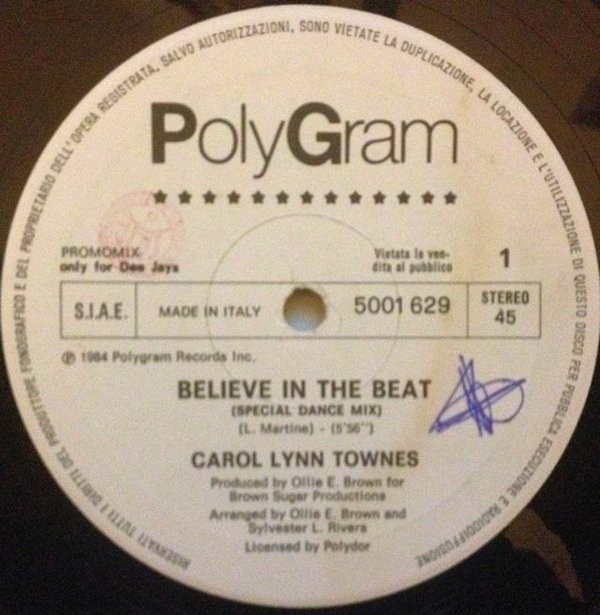 RISERVATI TUTTI I DIRITTI DEL PRODUTTORE FONOGRAFICO E DEL PROPRIETARIO DELL'OPERA REGISTRATA. SALVO AUTORIZZAZIONI, SONO VIETATE LA DUPLICAZIONE, LA LOCAZIONE E L'UTILIZZAZIONE DI QUESTO DISCO PER PUBBLICA ESECUZIONE E RADIODIFFUSIONE
PolyGram
PROMOMIX
only for Dee Jays
Vietata la ven-
dita al pubblico
1
S.I.A.E.
MADE IN ITALY
5001 629
STEREO
45
℗ 1984 Polygram Records Inc.
BELIEVE IN THE BEAT
(SPECIAL DANCE MIX)
(L. Martine) - (5'56'')
CAROL LYNN TOWNES
Produced by Ollie E. Brown for
Brown Sugar Productions
Arranged by Ollie E. Brown and
Sylvester L. Rivers
Licensed by Polydor